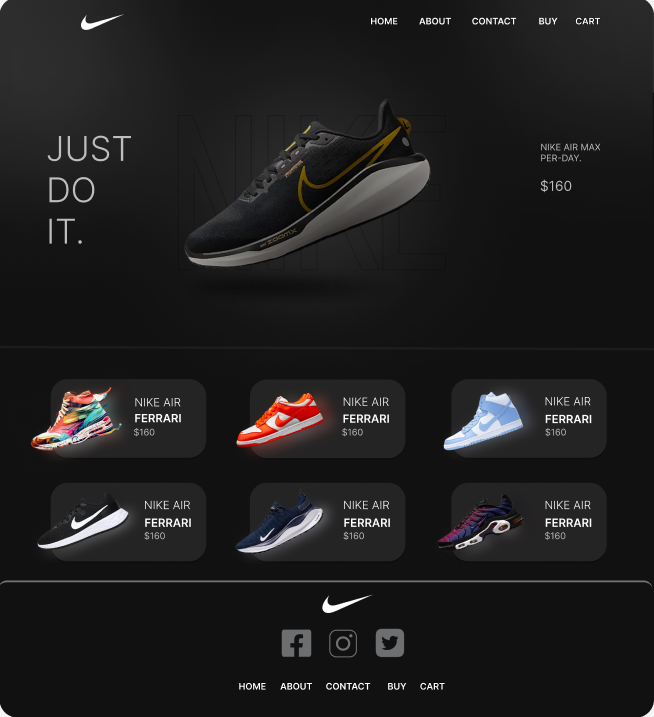 HOME ABOUT CONTACT BUY CART
NIKE
JUST
DO
IT.
ZOOMX
NIKE AIR MAX
PER-DAY.
$160
NIKE AIR
FERRARI
$160
NIKE AIR
FERRARI
$160
NIKE AIR
FERRARI
$160
NIKE AIR
FERRARI
$160
NIKE AIR
FERRARI
$160
NIKE AIR
FERRARI
$160
HOME ABOUT CONTACT BUY CART